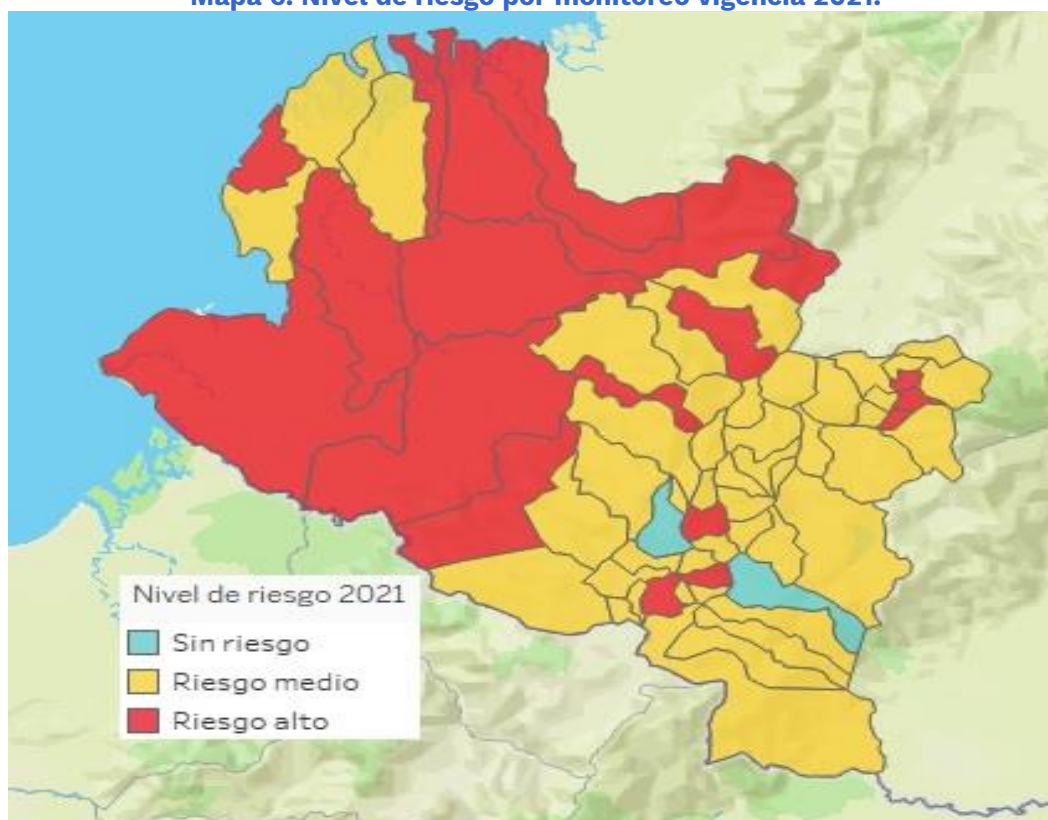 Mapa 6. Nivel de riesgo por monitoreo vigencia 2021.
Nivel de riesgo 2021
Sin riesgo
Riesgo medio
Riesgo alto